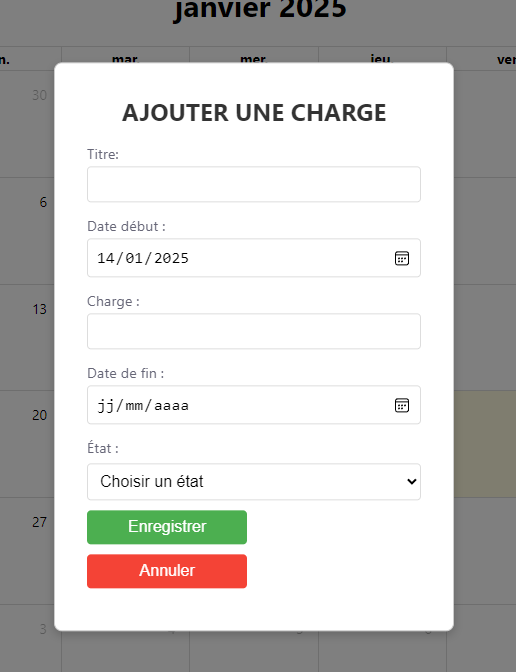 janvier 2025
n. mar. mer. jeu. ven
30
AJOUTER UNE CHARGE
Titre:
6
Date début :
14/01/2025
Charge :
13
Date de fin :
jj/mm/aaaa
20
État :
Choisir un état
27
Enregistrer
Annuler
3